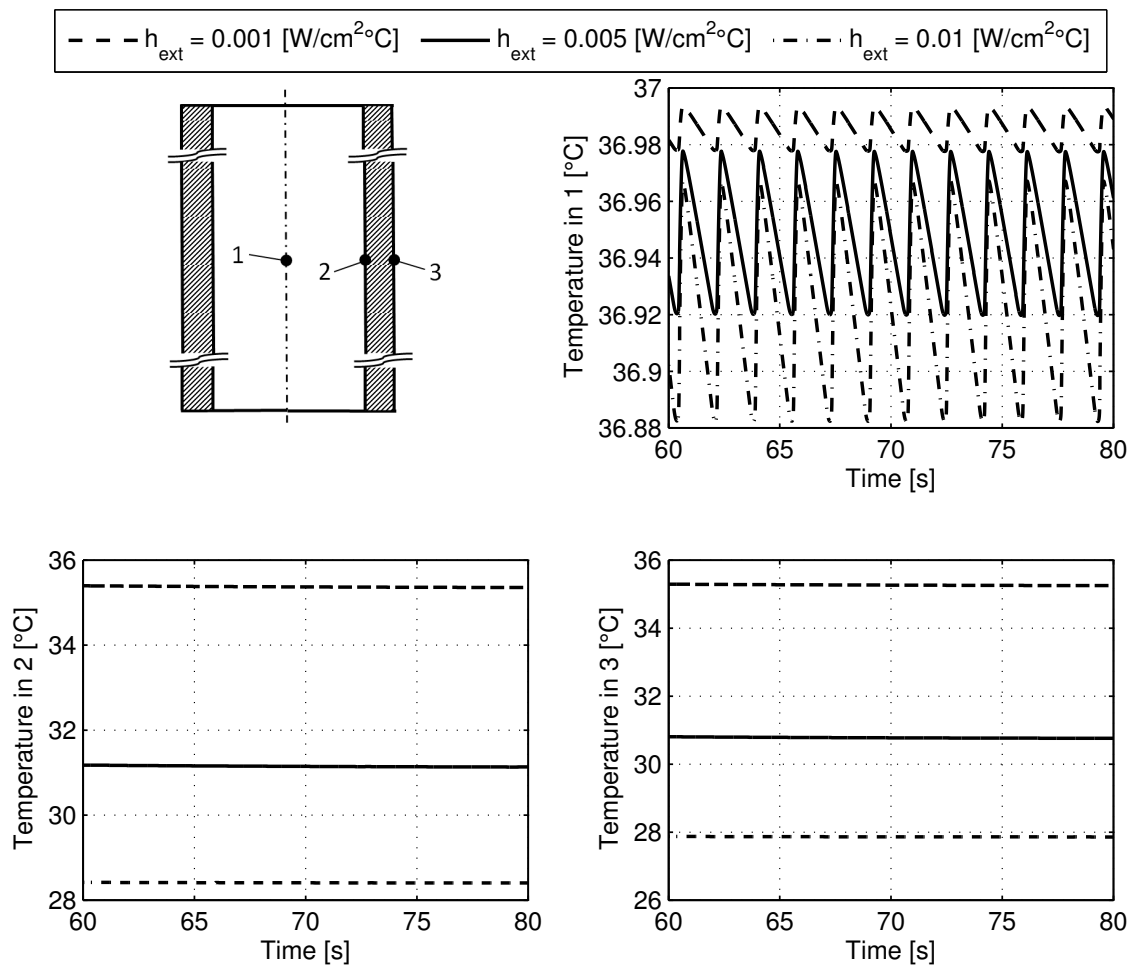 h_ext = 0.001 [W/cm²°C] h_ext = 0.005 [W/cm²°C] h_ext = 0.01 [W/cm²°C]
1
2
3
37
36.98
36.96
36.94
36.92
36.9
36.88
60 65 70 75 80
Time [s]
Temperature in 1 [°C]
36
34
32
30
28
60 65 70 75 80
Time [s]
Temperature in 2 [°C]
36
34
32
30
28
26
60 65 70 75 80
Time [s]
Temperature in 3 [°C]